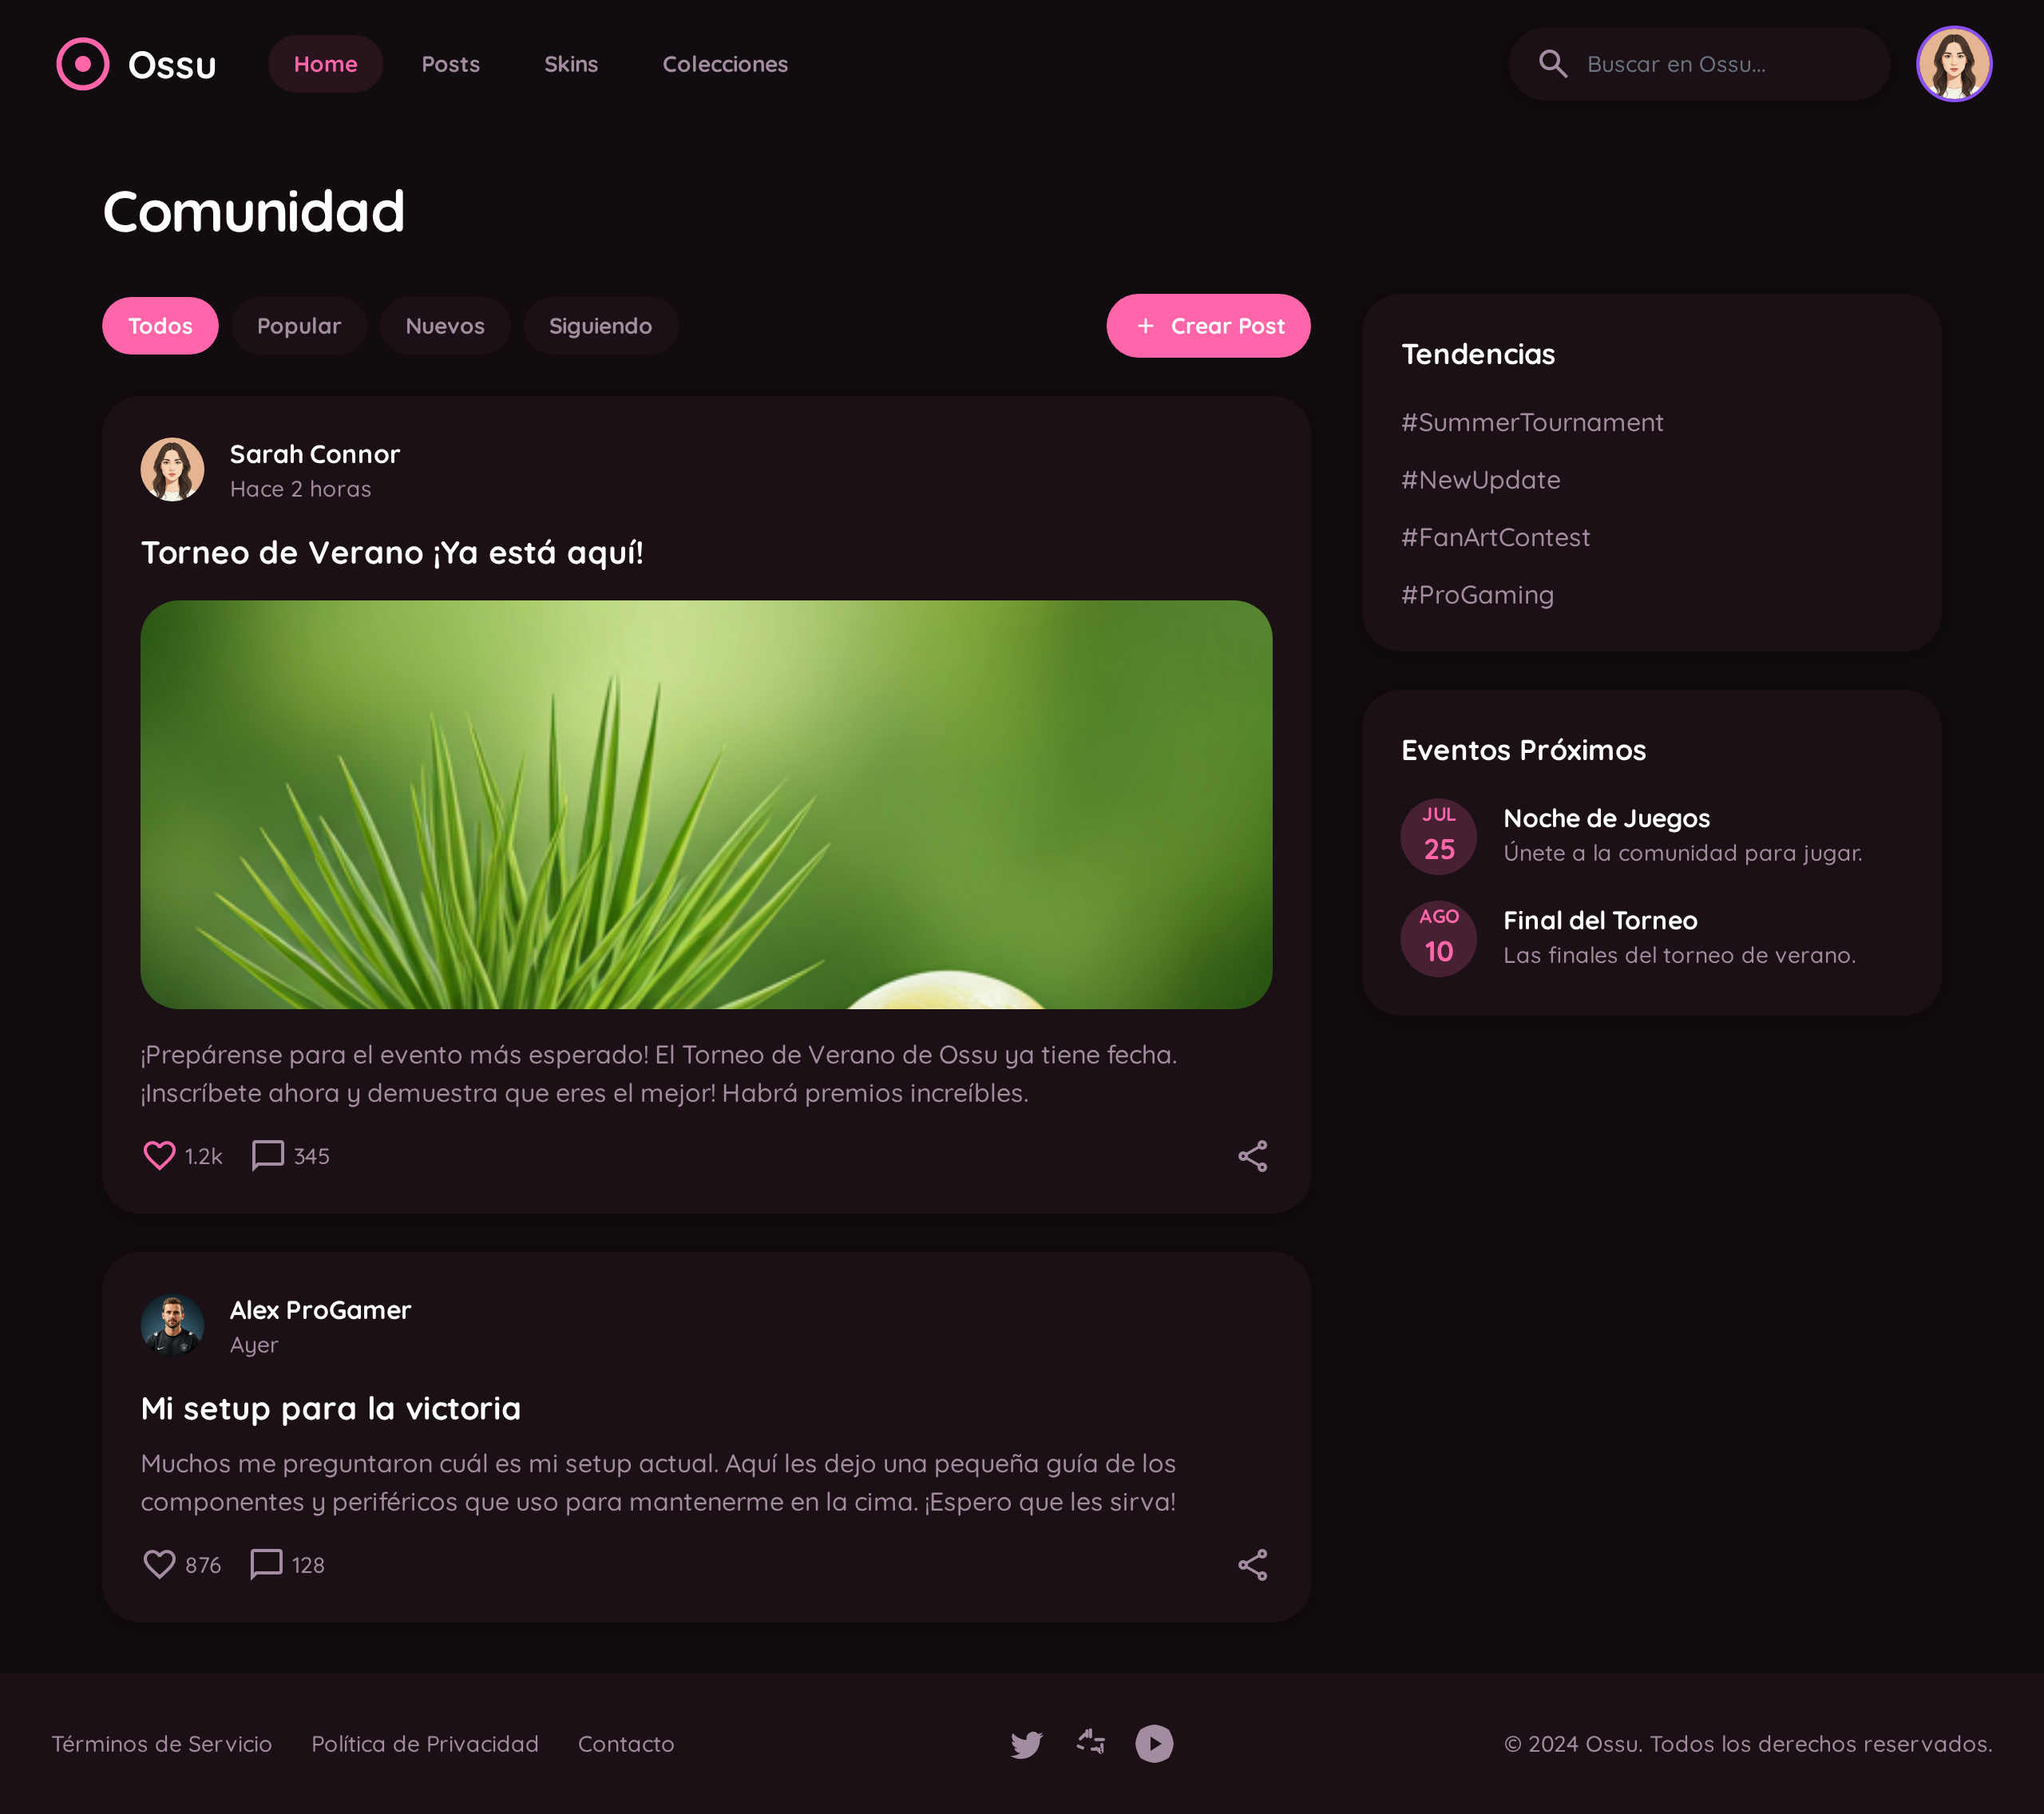 Ossu
Home
Posts
Skins
Colecciones
Buscar en Ossu...
Comunidad
Todos
Popular
Nuevos
Siguiendo
+ Crear Post
Sarah Connor
Hace 2 horas
Torneo de Verano ¡Ya está aquí!
¡Prepárense para el evento más esperado! El Torneo de Verano de Ossu ya tiene fecha.
¡Inscríbete ahora y demuestra que eres el mejor! Habrá premios increíbles.
1.2k
345
Alex ProGamer
Ayer
Mi setup para la victoria
Muchos me preguntaron cuál es mi setup actual. Aquí les dejo una pequeña guía de los
componentes y periféricos que uso para mantenerme en la cima. ¡Espero que les sirva!
876
128
Tendencias
#SummerTournament
#NewUpdate
#FanArtContest
#ProGaming
Eventos Próximos
JUL
25
Noche de Juegos
Únete a la comunidad para jugar.
AGO
10
Final del Torneo
Las finales del torneo de verano.
Términos de Servicio
Política de Privacidad
Contacto
© 2024 Ossu. Todos los derechos reservados.